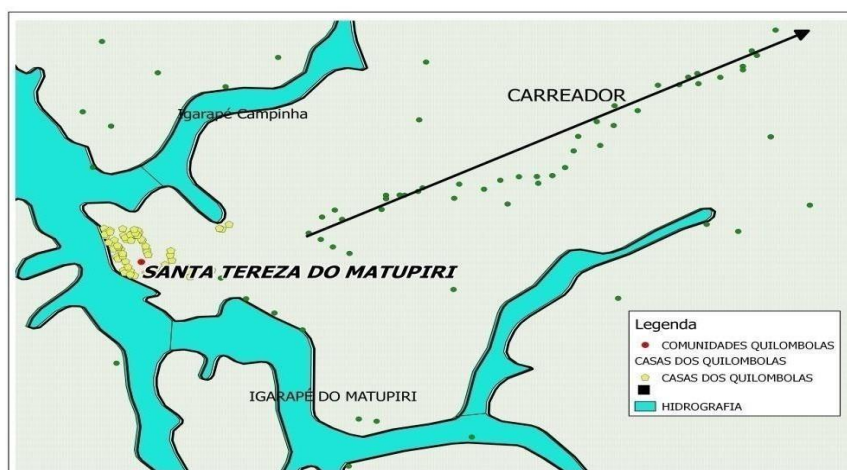 CARREADOR
Igarapé Campinha
SANTA TEREZA DO MATUPIRI
IGARAPÉ DO MATUPIRI
Legenda
COMUNIDADES QUILOMBOLAS
CASAS DOS QUILOMBOLAS
CASAS DOS QUILOMBOLAS
HIDROGRAFIA